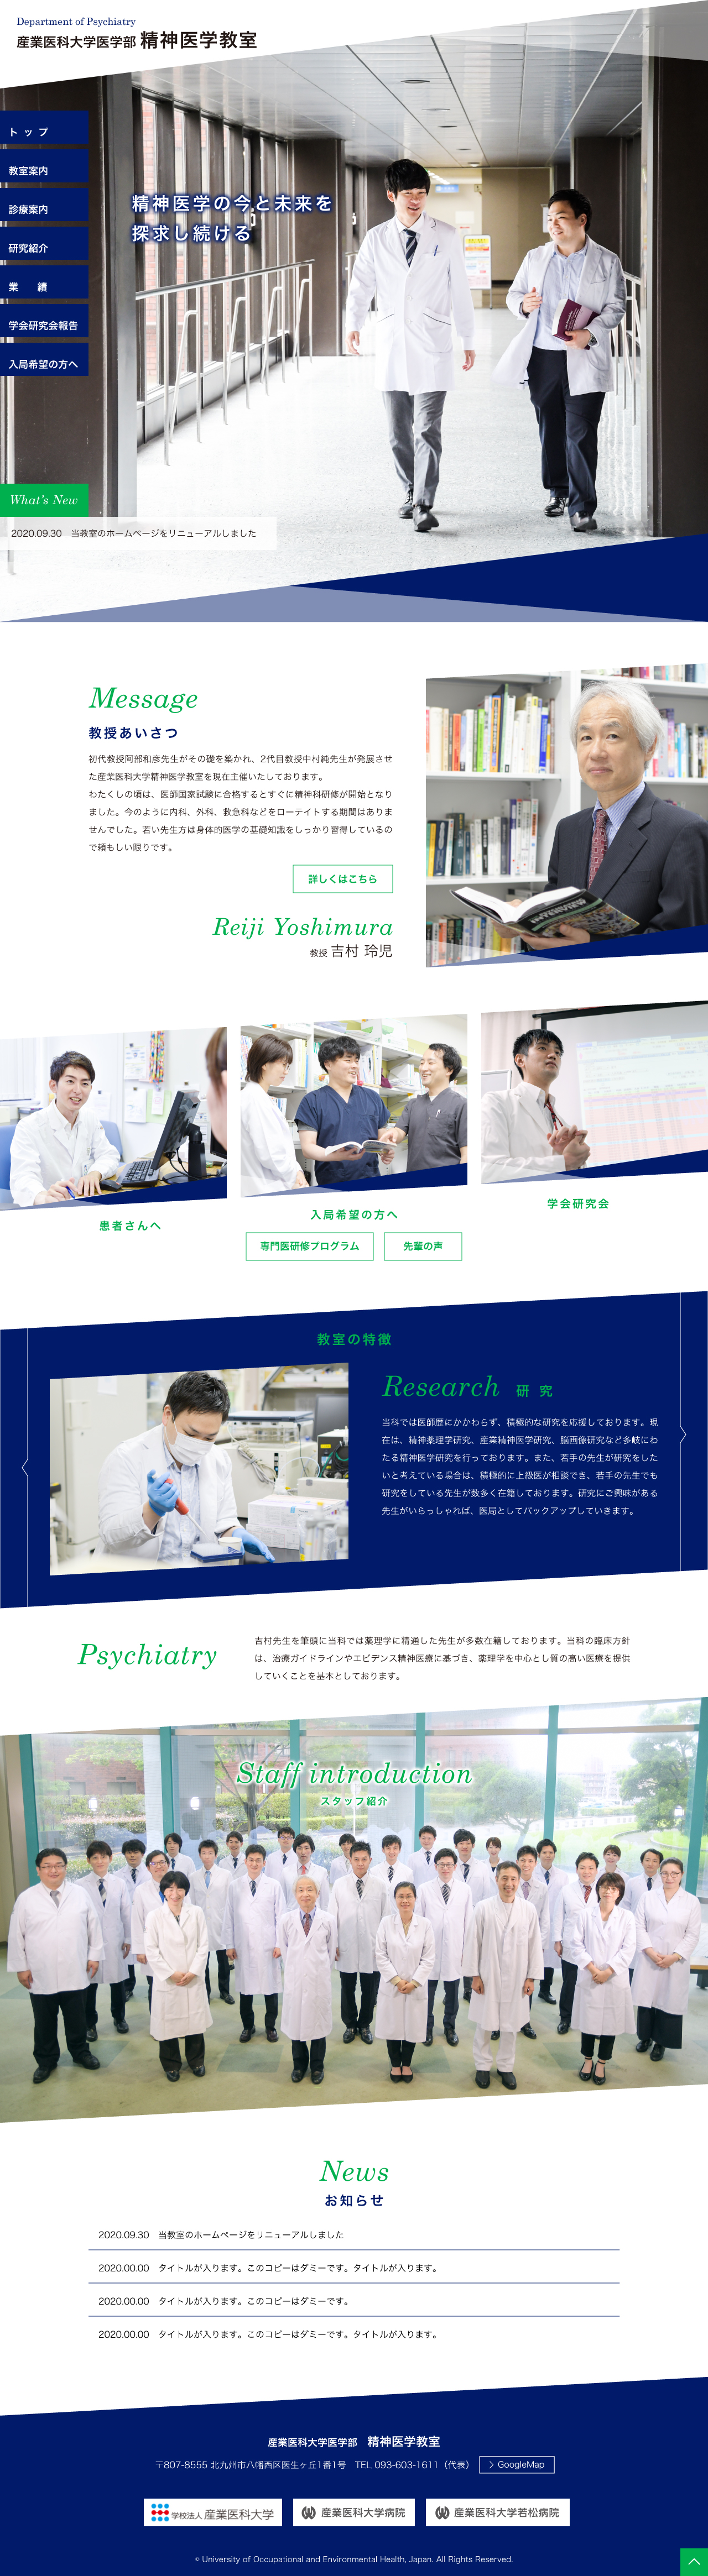 Department of Psychiatry
産業医科大学医学部 精神医学教室
トップ
教室案内
診療案内
研究紹介
業 績
学会研究会報告
入局希望の方へ
精神医学の今と未来を
探求し続ける
What's New
2020.09.30 当教室のホームページをリニューアルしました
Message
教授あいさつ
初代教授阿部和彦先生がその礎を築かれ、2代目教授中村純先生が発展させ
た産業医科大学精神医学教室を現在主催いたしております。
わたくしの頃は、医師国家試験に合格するとすぐに精神科研修が開始となり
ました。今のように内科、外科、救急科などをローテイトする期間はありま
せんでした。若い先生方は身体的医学の基礎知識をしっかり習得しているの
で頼もしい限りです。
詳しくはこちら
Reiji Yoshimura
教授 吉村 玲児
患者さんへ
入局希望の方へ
専門医研修プログラム
先輩の声
学会研究会
教室の特徴
Research 研 究
当科では医師歴にかかわらず、積極的な研究を応援しております。現
在は、精神薬理学研究、産業精神医学研究、脳画像研究など多岐にわ
たる精神医学研究を行っております。また、若手の先生が研究をした
いと考えている場合は、積極的に上級医が相談でき、若手の先生でも
研究をしている先生が数多く在籍しております。研究にご興味がある
先生がいらっしゃれば、医局としてバックアップしていきます。
Psychiatry
吉村先生を筆頭に当科では薬理学に精通した先生が多数在籍しております。当科の臨床方針
は、治療ガイドラインやエビデンス精神医療に基づき、薬理学を中心とし質の高い医療を提供
していくことを基本としております。
Staff introduction
スタッフ紹介
News
お知らせ
2020.09.30 当教室のホームページをリニューアルしました
2020.00.00 タイトルが入ります。このコピーはダミーです。タイトルが入ります。
2020.00.00 タイトルが入ります。このコピーはダミーです。
2020.00.00 タイトルが入ります。このコピーはダミーです。タイトルが入ります。
産業医科大学医学部 精神医学教室
〒807-8555 北九州市八幡西区医生ヶ丘1番1号 TEL 093-603-1611（代表）
GoogleMap
学校法人 産業医科大学
産業医科大学病院
産業医科大学若松病院
© University of Occupational and Environmental Health, Japan. All Rights Reserved.